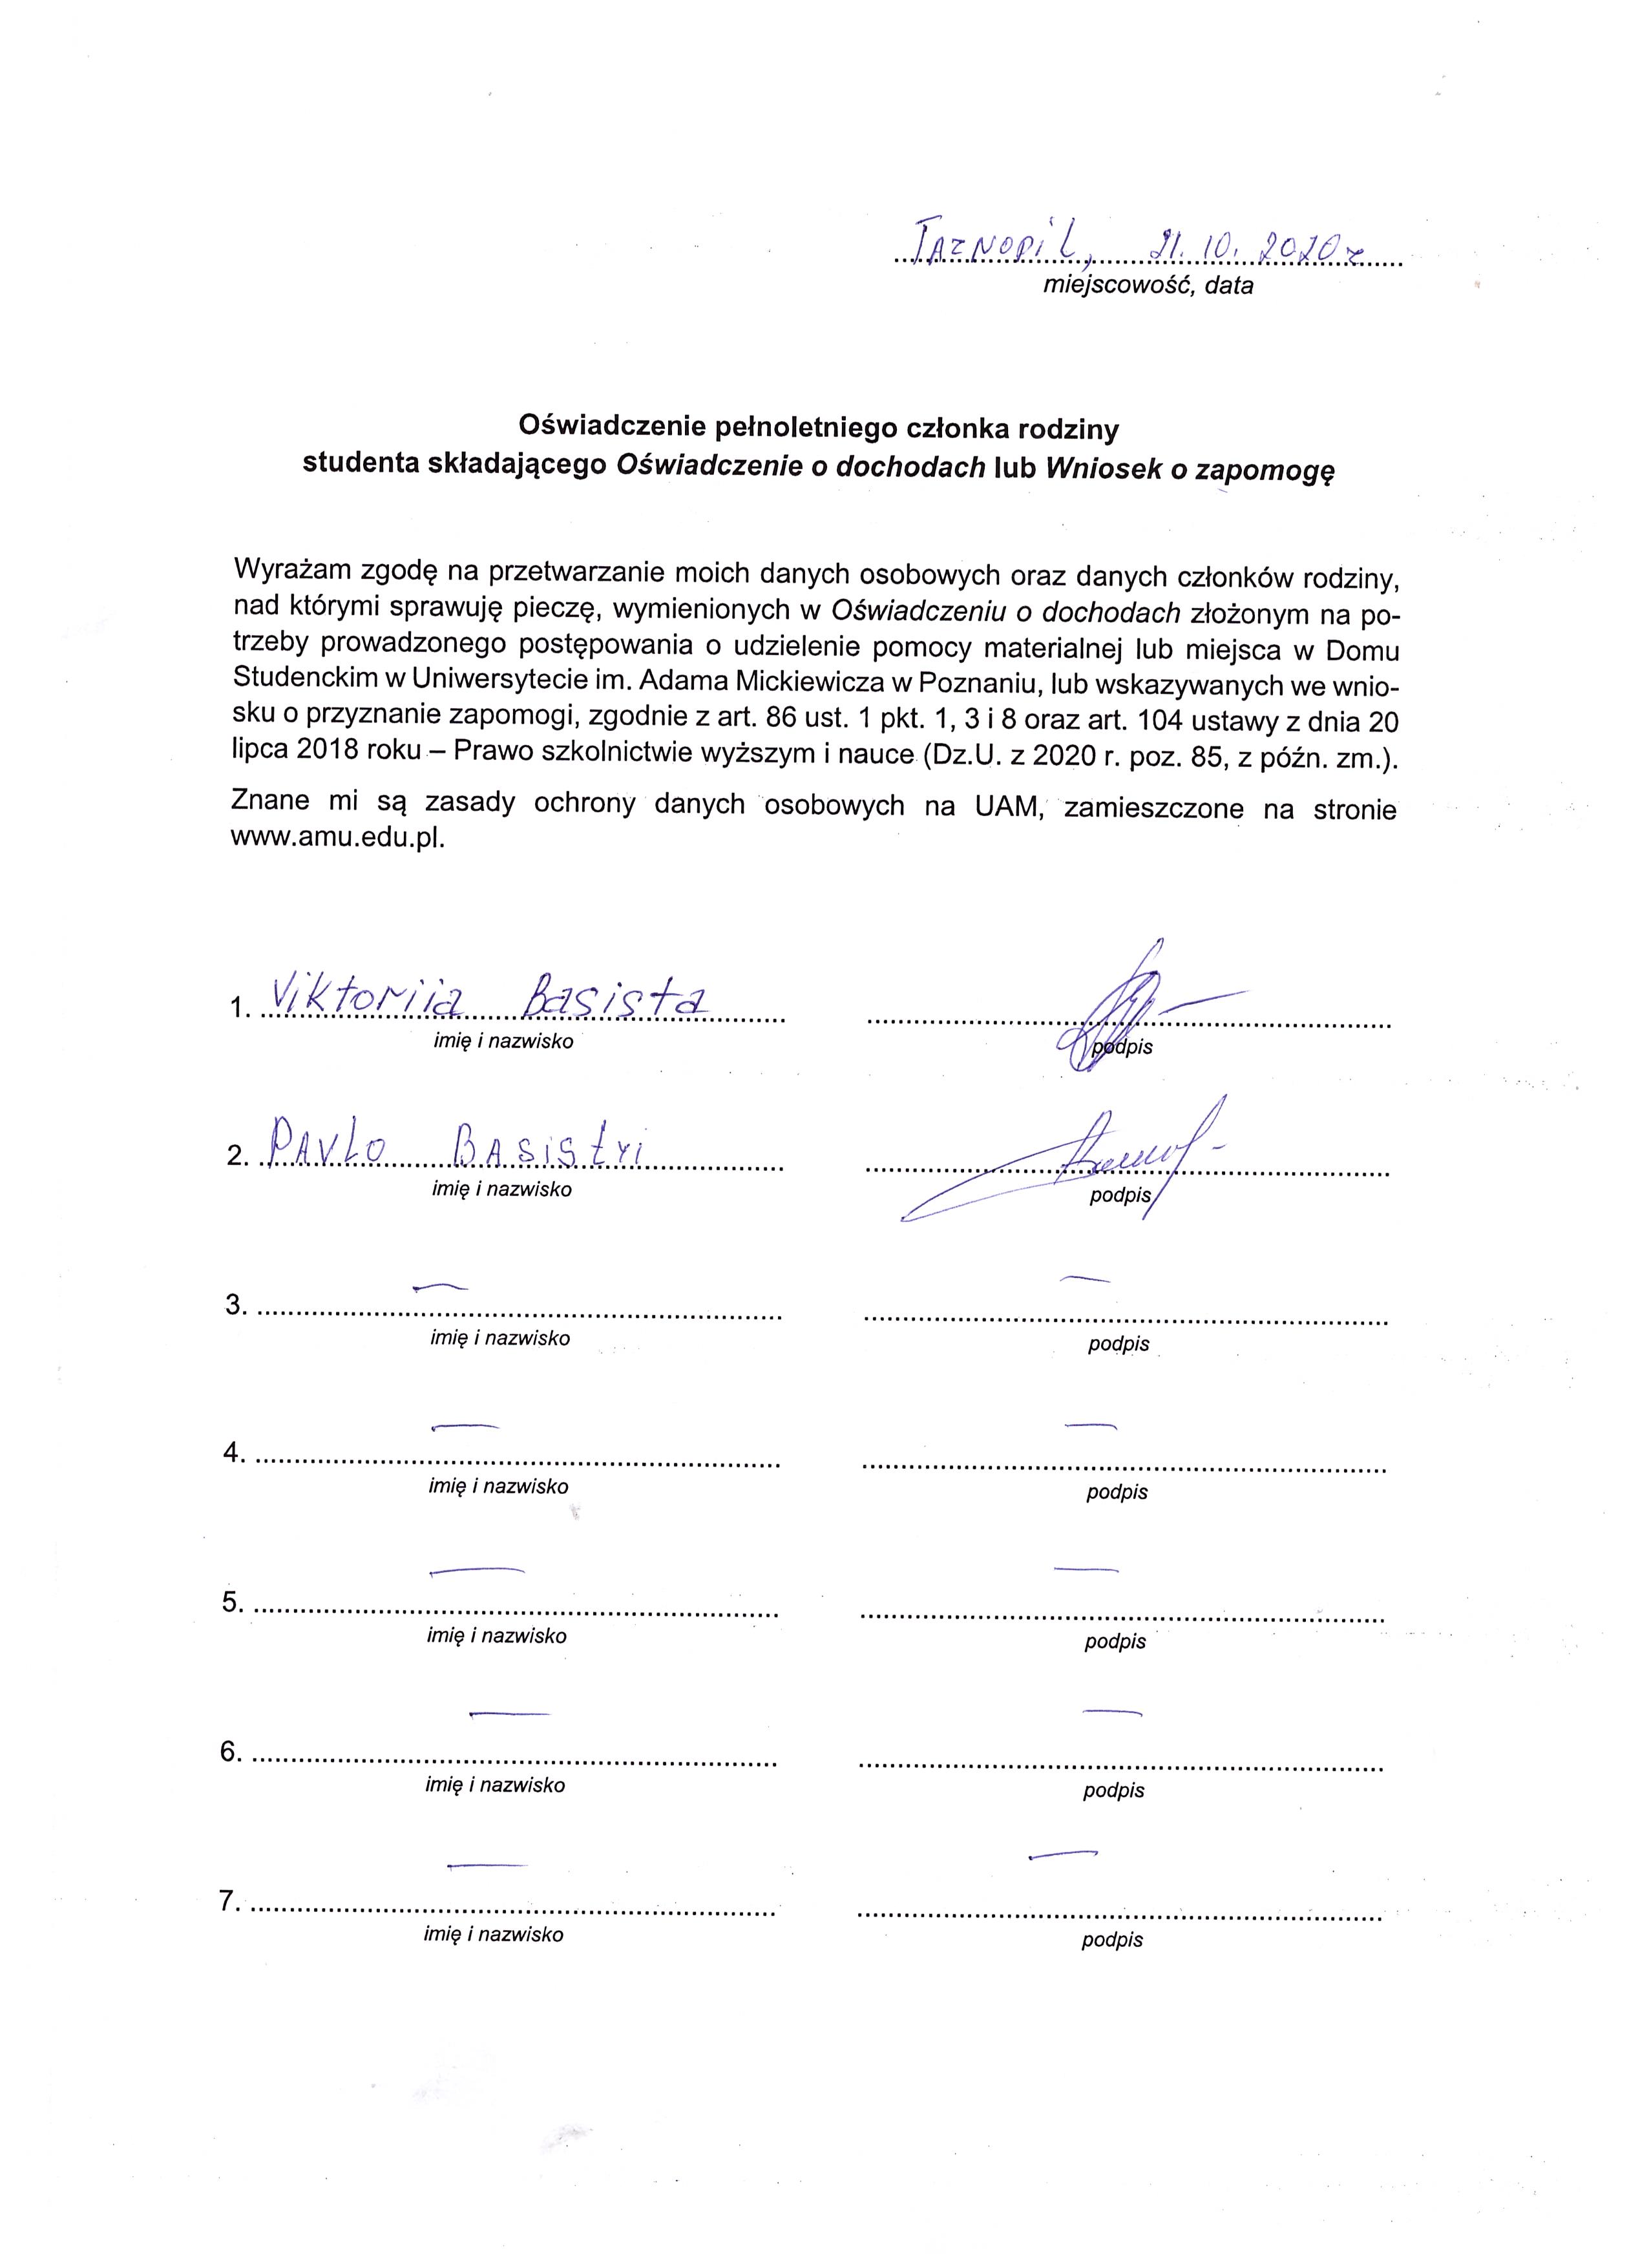 Tarnopil, 21.10.2020 r
miejscowość, data
Oświadczenie pełnoletniego członka rodziny
studenta składającego Oświadczenie o dochodach lub Wniosek o zapomogę
Wyrażam zgodę na przetwarzanie moich danych osobowych oraz danych członków rodziny,
nad którymi sprawuję pieczę, wymienionych w Oświadczeniu o dochodach złożonym na po-
trzeby prowadzonego postępowania o udzielenie pomocy materialnej lub miejsca w Domu
Studenckim w Uniwersytecie im. Adama Mickiewicza w Poznaniu, lub wskazywanych we wnio-
sku o przyznanie zapomogi, zgodnie z art. 86 ust. 1 pkt. 1, 3 i 8 oraz art. 104 ustawy z dnia 20
lipca 2018 roku – Prawo szkolnictwie wyższym i nauce (Dz.U. z 2020 r. poz. 85, z późn. zm.).
Znane mi są zasady ochrony danych osobowych na UAM, zamieszczone na stronie
www.amu.edu.pl.
1. Viktoriia Basista
imię i nazwisko podpis
2. Pavlo Basistyi
imię i nazwisko podpis
3. — —
imię i nazwisko podpis
4. — —
imię i nazwisko podpis
5. — —
imię i nazwisko podpis
6. — —
imię i nazwisko podpis
7. — —
imię i nazwisko podpis